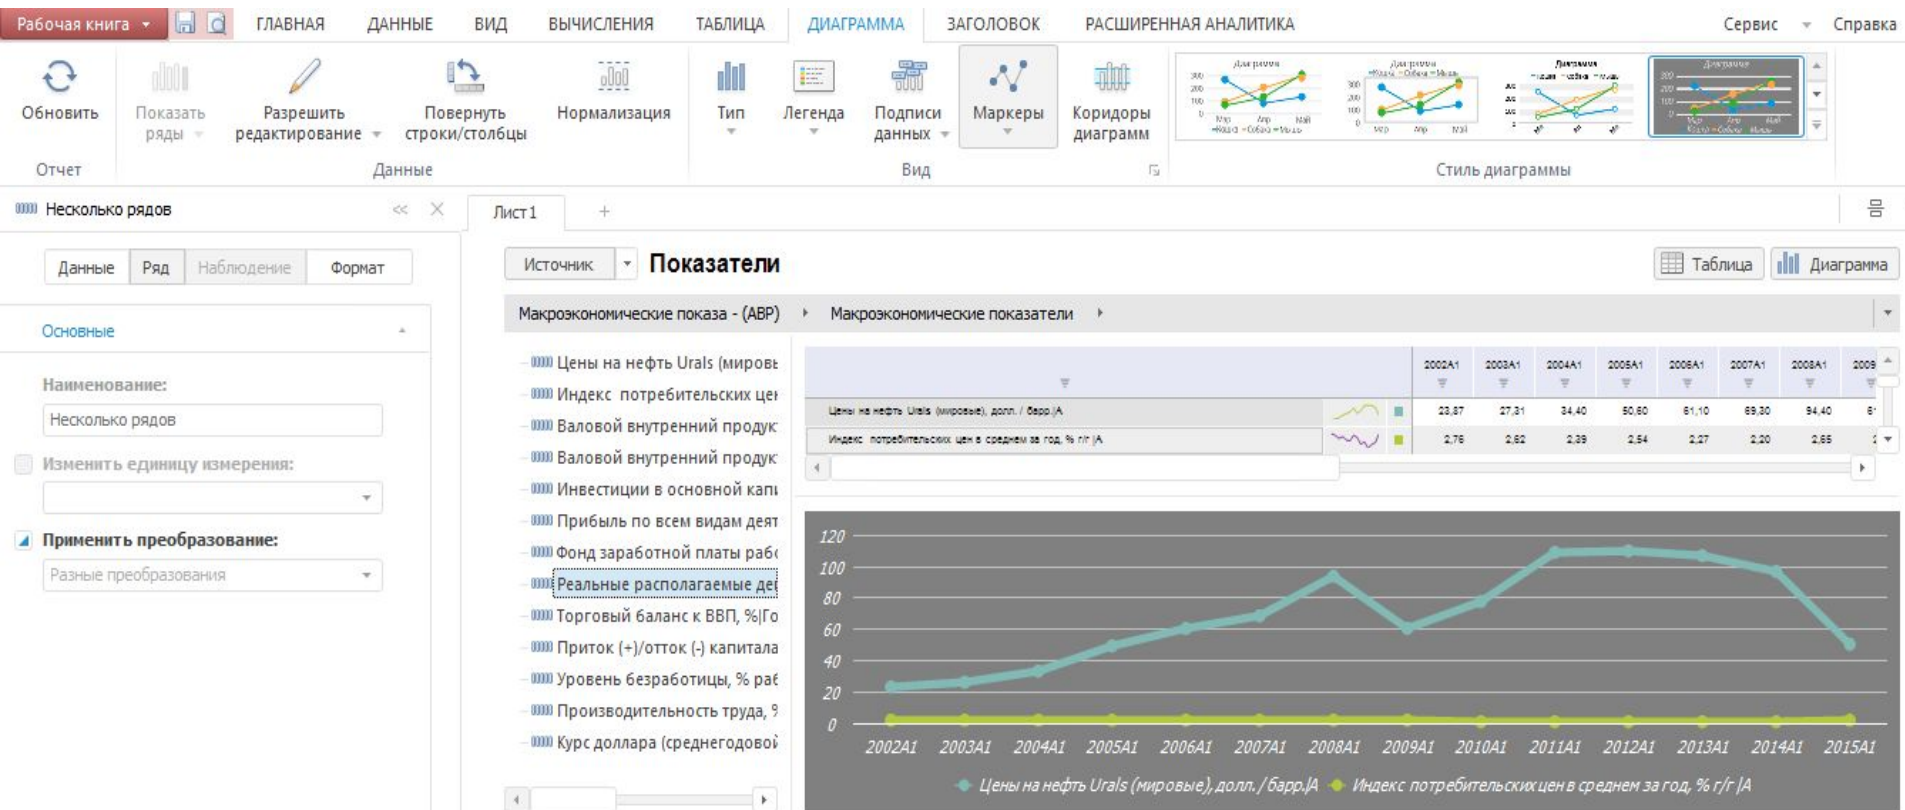 Рабочая книга ГЛАВНАЯ ДАННЫЕ ВИД ВЫЧИСЛЕНИЯ ТАБЛИЦА ДИАГРАММА ЗАГОЛОВОК РАСШИРЕННАЯ АНАЛИТИКА Сервис Справка
Обновить
Показать ряды
Разрешить редактирование
Повернуть строки/столбцы
Нормализация
Тип
Легенда
Подписи данных
Маркеры
Коридоры диаграмм
Отчет Данные Вид Стиль диаграммы
Несколько рядов
Лист1 +
Данные Ряд Наблюдение Формат
Основные
Наименование:
Несколько рядов
Изменить единицу измерения:
Применить преобразование:
Разные преобразования
Источник Показатели Таблица Диаграмма
Макроэкономические показа - (АВР) Макроэкономические показатели
Цены на нефть Urals (мировы
Индекс потребительских цен
Валовой внутренний продук
Валовой внутренний продук
Инвестиции в основной капи
Прибыль по всем видам деят
Фонд заработной платы рабо
Реальные располагаемые де
Торговый баланс к ВВП, %|Го
Приток (+)/отток (-) капитала
Уровень безработицы, % раб
Производительность труда, %
Курс доллара (среднегодовой
2002A1 2003A1 2004A1 2005A1 2006A1 2007A1 2008A1 2009
Цены на нефть Urals (мировые), долл. / барр.|A 23,87 27,31 34,40 50,60 61,10 69,30 94,40
Индекс потребительских цен в среднем за год, % г/г |A 2,76 2,62 2,39 2,54 2,27 2,20 2,65
120
100
80
60
40
20
0
2002A1 2003A1 2004A1 2005A1 2006A1 2007A1 2008A1 2009A1 2010A1 2011A1 2012A1 2013A1 2014A1 2015A1
Цены на нефть Urals (мировые), долл. / барр.|A Индекс потребительских цен в среднем за год, % г/г |A